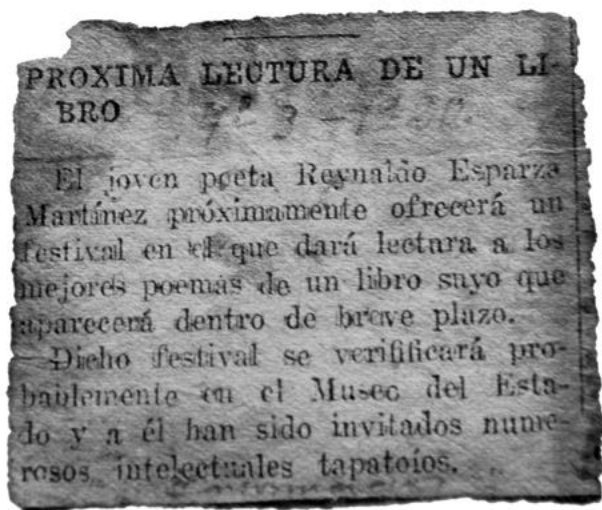 PROXIMA LECTURA DE UN LI-
BRO
El joven poeta Reynaldo Esparza
Martínez próximamente ofrecerá un
festival en el que dará lectura a los
mejores poemas de un libro suyo que
aparecerá dentro de breve plazo.
Dicho festival se verifificará pro-
bablemente en el Museo del Esta-
do y a él han sido invitados nume-
rosos intelectuales tapatoíos.